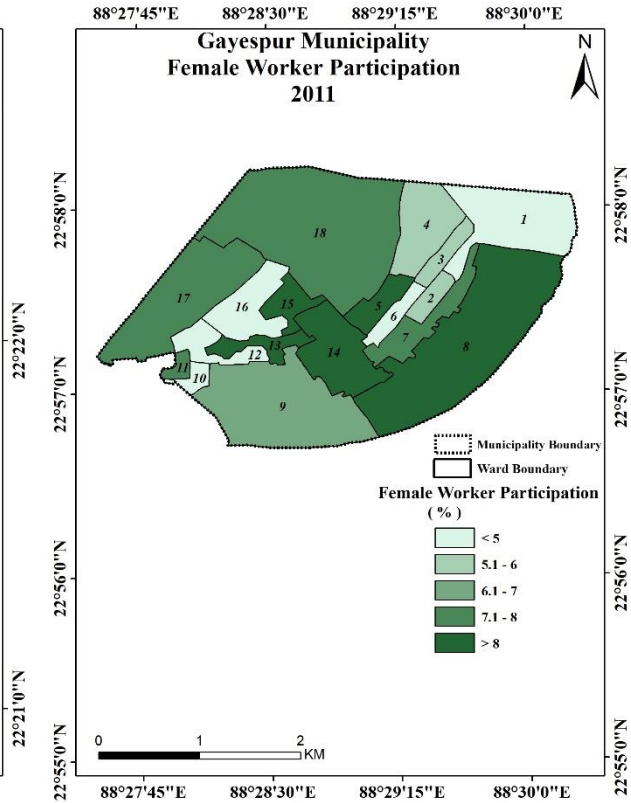 88°27'45"E 88°28'30"E 88°29'15"E 88°30'0"E
Gayespur Municipality
Female Worker Participation
2011
N
22°58'0"N
22°57'0"N
22°56'0"N
22°55'0"N
22°22'0"N
22°21'0"N
22°58'0"N
22°57'0"N
22°56'0"N
22°55'0"N
1
4
18
3
17
2
16
15
5
6
7
8
14
13
12
11
10
9
Municipality Boundary
Ward Boundary
Female Worker Participation
( % )
< 5
5.1 - 6
6.1 - 7
7.1 - 8
> 8
0 1 2
KM
88°27'45"E 88°28'30"E 88°29'15"E 88°30'0"E